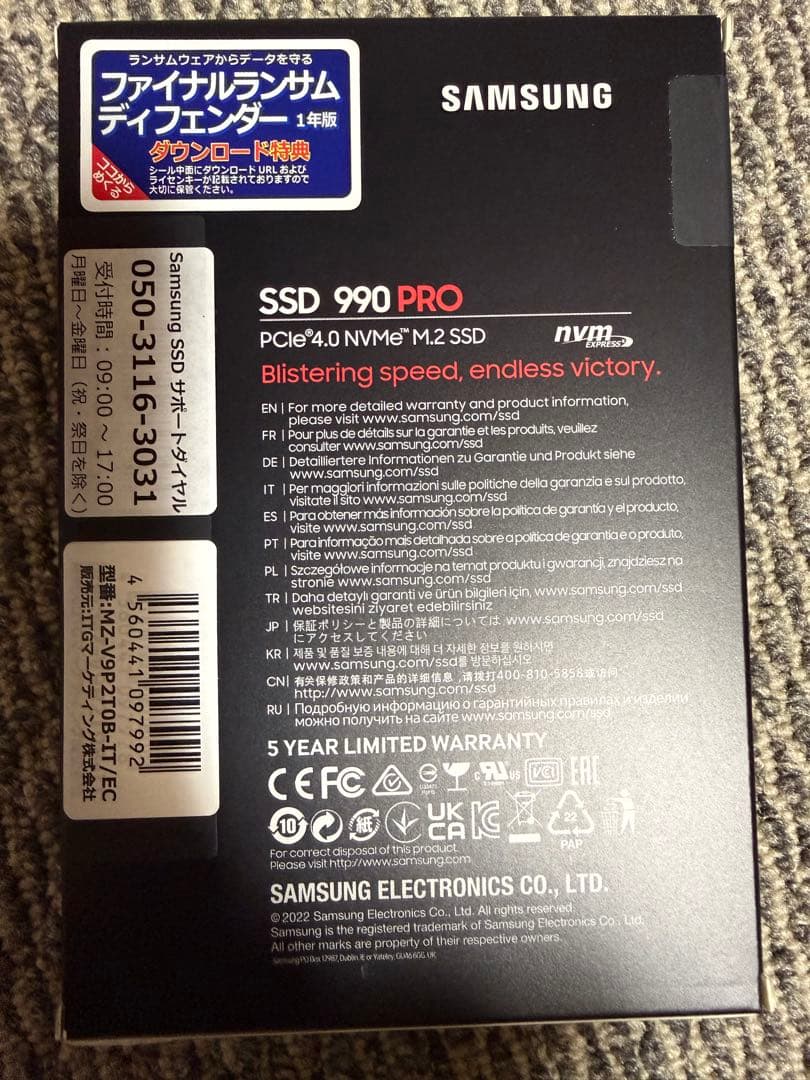 ランサムウェアからデータを守る
ファイナルランサム
ディフェンダー 1年版
ダウンロード特典
シール中面にダウンロード URL および
ライセンスキーが記載されておりますので
大切に保管ください。
ココから
めくる
SAMSUNG
Samsung SSD サポートダイヤル
050-3116-3031
受付時間：09:00 ～ 17:00
月曜日～金曜日（祝・祭日を除く）
4 560441 097992
型番:MZ-V9P2T0B-IT/EC
販売元:ITGマーケティング株式会社
SSD 990 PRO
PCIe®4.0 NVMe™ M.2 SSD
nvm
EXPRESS
Blistering speed, endless victory.
EN | For more detailed warranty and product information,
please visit www.samsung.com/ssd
FR | Pour plus de détails sur la garantie et les produits, veuillez
consulter www.samsung.com/ssd
DE | Detailliertere Informationen zu Garantie und Produkt siehe
www.samsung.com/ssd
IT | Per maggiori informazioni sulle politiche della garanzia e sul prodotto,
visitate il sito www.samsung.com/ssd
ES | Para obtener más información sobre la política de garantía y el producto,
visite www.samsung.com/ssd
PT | Para informação mais detalhada sobre a política de garantia e o produto,
visite www.samsung.com/ssd
PL | Szczegółowe informacje na temat produktu i gwarancji, znajdziesz na
stronie www.samsung.com/ssd
TR | Daha detaylı garanti ve ürün bilgileri için, www.samsung.com/ssd
websitesini ziyaret edebilirsiniz
JP | 保証ポリシーと製品の詳細については www.samsung.com/ssd
にアクセスしてください
KR | 제품 및 품질 보증 내용에 대해 더 자세한 정보를 원하시면
www.samsung.com/ssd를 방문하십시오
CN | 有关保修政策和产品的详细信息 ,请拨打400-810-5858或访问
http://www.samsung.com/ssd
RU | Подробную информацию о гарантийных правилах и изделии
можно получить на сайте www.samsung.com/ssd
5 YEAR LIMITED WARRANTY
CE FC c UL US VCI EAC
10 紙 UK CA 22
PAP
For correct disposal of this product.
Please visit http://www.samsung.com
SAMSUNG ELECTRONICS CO., LTD.
© 2022 Samsung Electronics Co., Ltd. All rights reserved.
Samsung is the registered trademark of Samsung Electronics Co., Ltd.
All other marks are property of their respective owners.
Samsung PO Box 12987, Dublin. IE or Yateley, GU46 6GG. UK